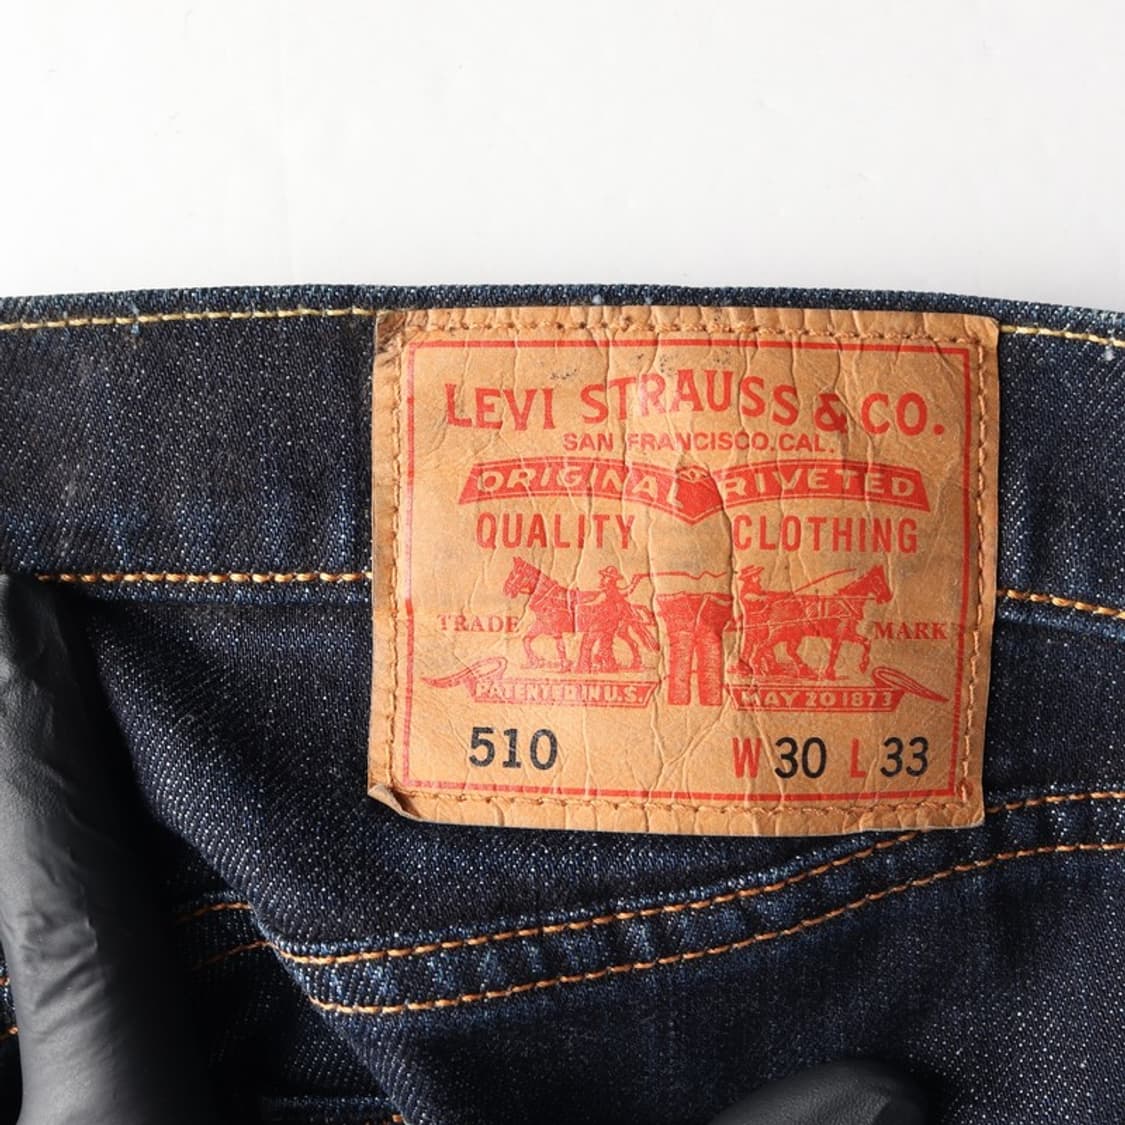 LEVI STRAUSS & CO.
SAN FRANCISCO. CAL.
ORIGINAL RIVETED
QUALITY CLOTHING
TRADE MARK
PATENTED IN U.S. MAY 20 1873
510 W 30 L 33